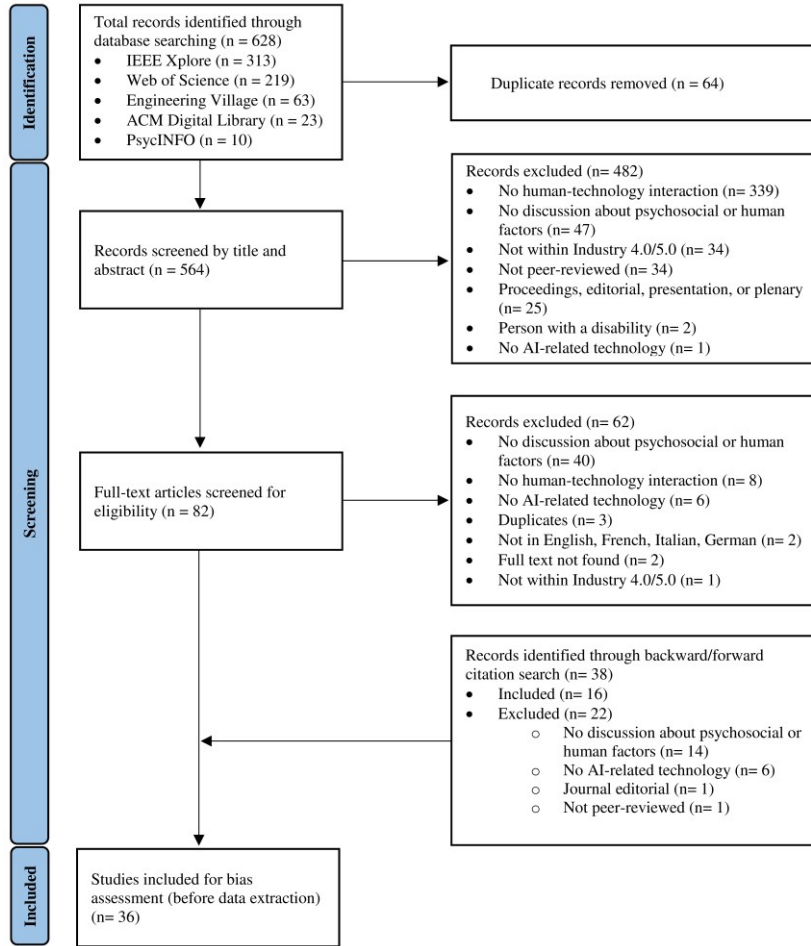 Identification
Total records identified through
database searching (n = 628)
• IEEE Xplore (n = 313)
• Web of Science (n = 219)
• Engineering Village (n = 63)
• ACM Digital Library (n = 23)
• PsycINFO (n = 10)
Duplicate records removed (n = 64)
Screening
Records screened by title and
abstract (n = 564)
Records excluded (n= 482)
• No human-technology interaction (n= 339)
• No discussion about psychosocial or human
factors (n= 47)
• Not within Industry 4.0/5.0 (n= 34)
• Not peer-reviewed (n= 34)
• Proceedings, editorial, presentation, or plenary
(n= 25)
• Person with a disability (n= 2)
• No AI-related technology (n= 1)
Full-text articles screened for
eligibility (n = 82)
Records excluded (n= 62)
• No discussion about psychosocial or human
factors (n= 40)
• No human-technology interaction (n= 8)
• No AI-related technology (n= 6)
• Duplicates (n= 3)
• Not in English, French, Italian, German (n= 2)
• Full text not found (n= 2)
• Not within Industry 4.0/5.0 (n= 1)
Records identified through backward/forward
citation search (n= 38)
• Included (n= 16)
• Excluded (n= 22)
o No discussion about psychosocial or
human factors (n= 14)
o No AI-related technology (n= 6)
o Journal editorial (n= 1)
o Not peer-reviewed (n= 1)
Included
Studies included for bias
assessment (before data extraction)
(n= 36)